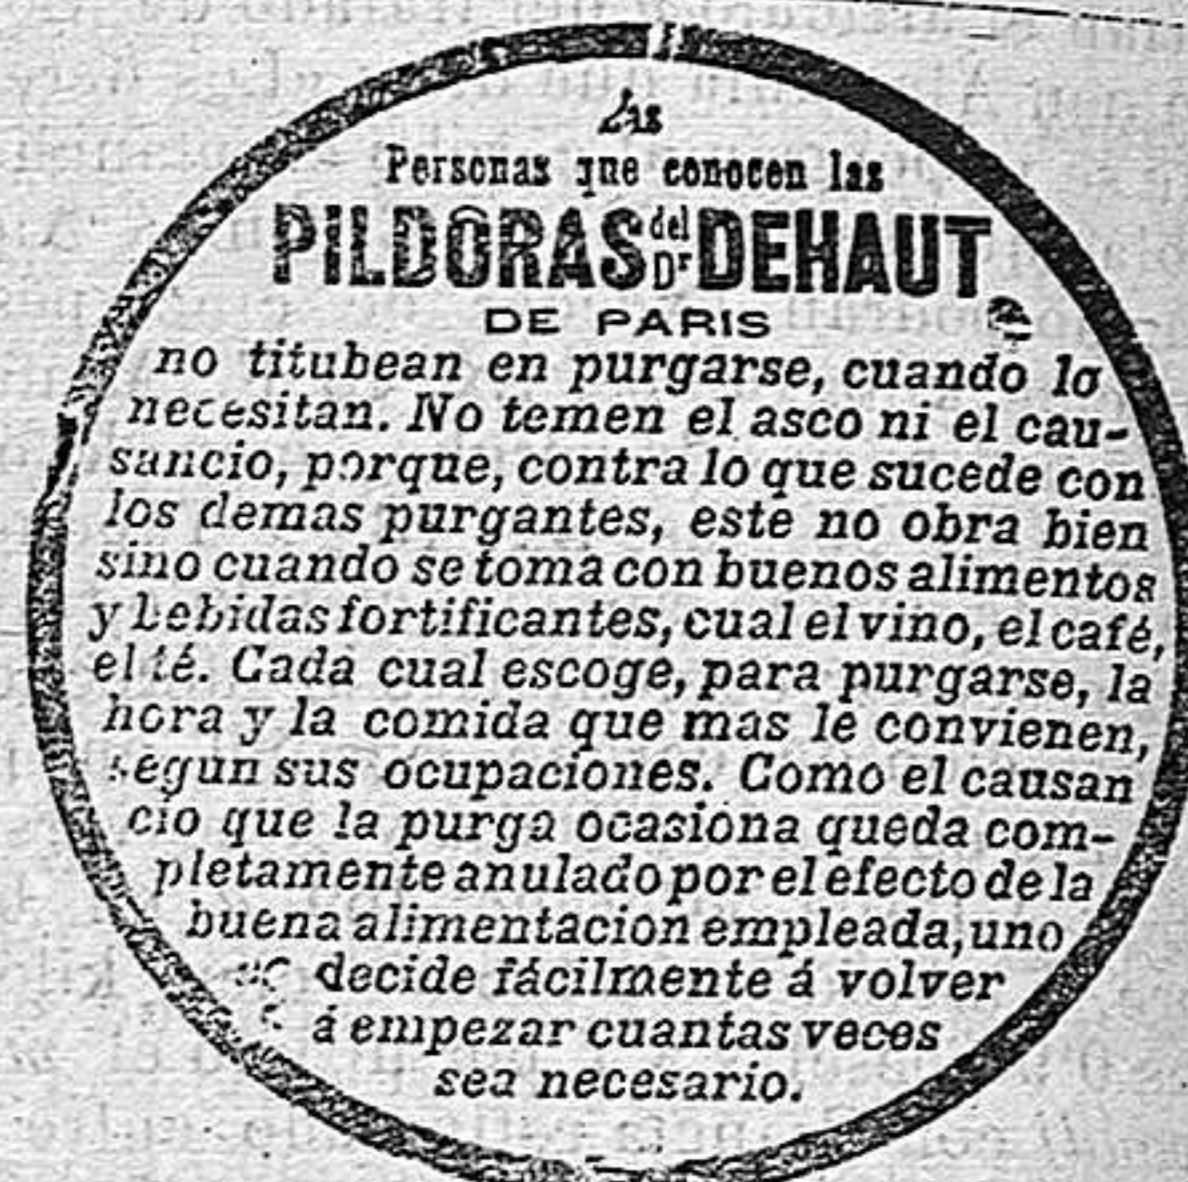 Las
Personas que conocen las
PILDORAS del Dr DEHAUT
DE PARIS
no titubean en purgarse, cuando lo
necesitan. No temen el asco ni el cau-
sancio, porque, contra lo que sucede con
los demas purgantes, este no obra bien
sino cuando se toma con buenos alimentos
y bebidas fortificantes, cual el vino, el café,
el té. Cada cual escoge, para purgarse, la
hora y la comida que mas le convienen,
segun sus ocupaciones. Como el causan
cio que la purga ocasiona queda com-
pletamente anulado por el efecto de la
buena alimentacion empleada, uno
se decide fácilmente á volver
á empezar cuantas veces
sea necesario.